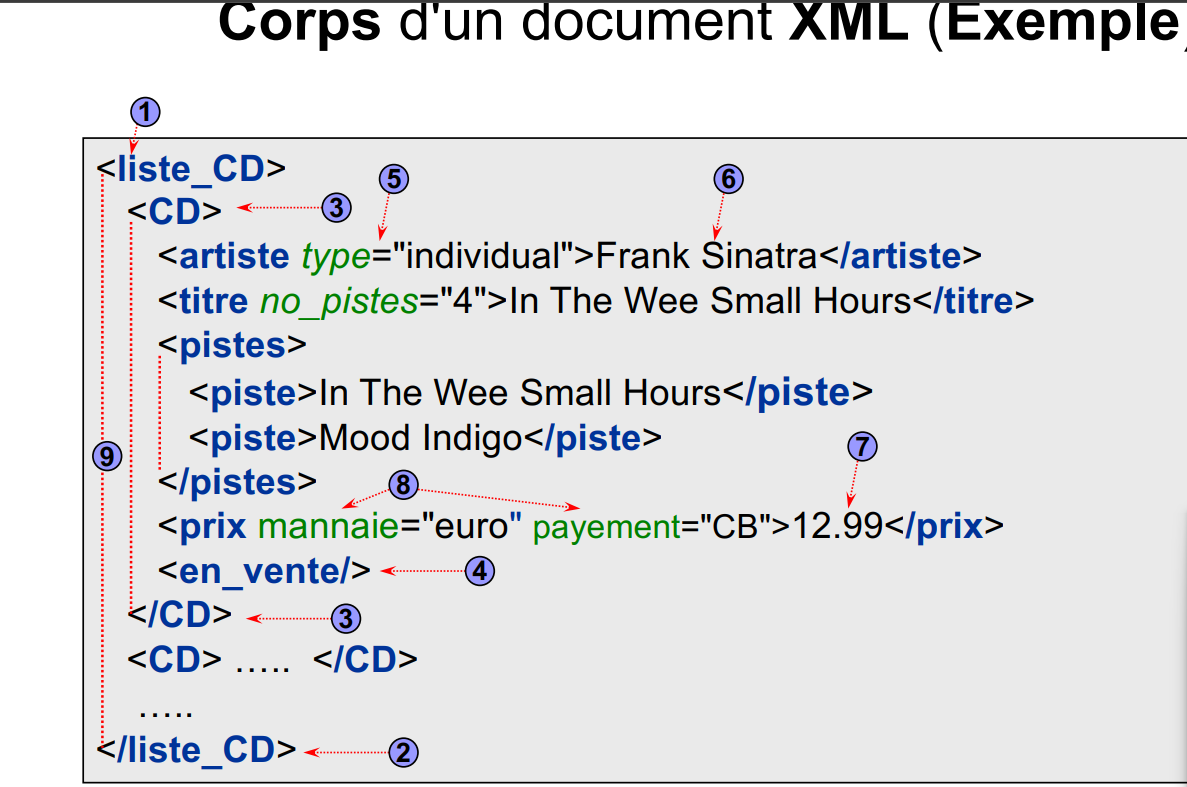 Corps d'un document XML (Exemple)
1
<liste_CD>
5
6
<CD>
3
<artiste type="individual">Frank Sinatra</artiste>
<titre no_pistes="4">In The Wee Small Hours</titre>
<pistes>
<piste>In The Wee Small Hours</piste>
<piste>Mood Indigo</piste>
7
9
</pistes>
8
<prix mannaie="euro" payement="CB">12.99</prix>
<en_vente/>
4
</CD>
3
<CD> ..... </CD>
.....
</liste_CD>
2